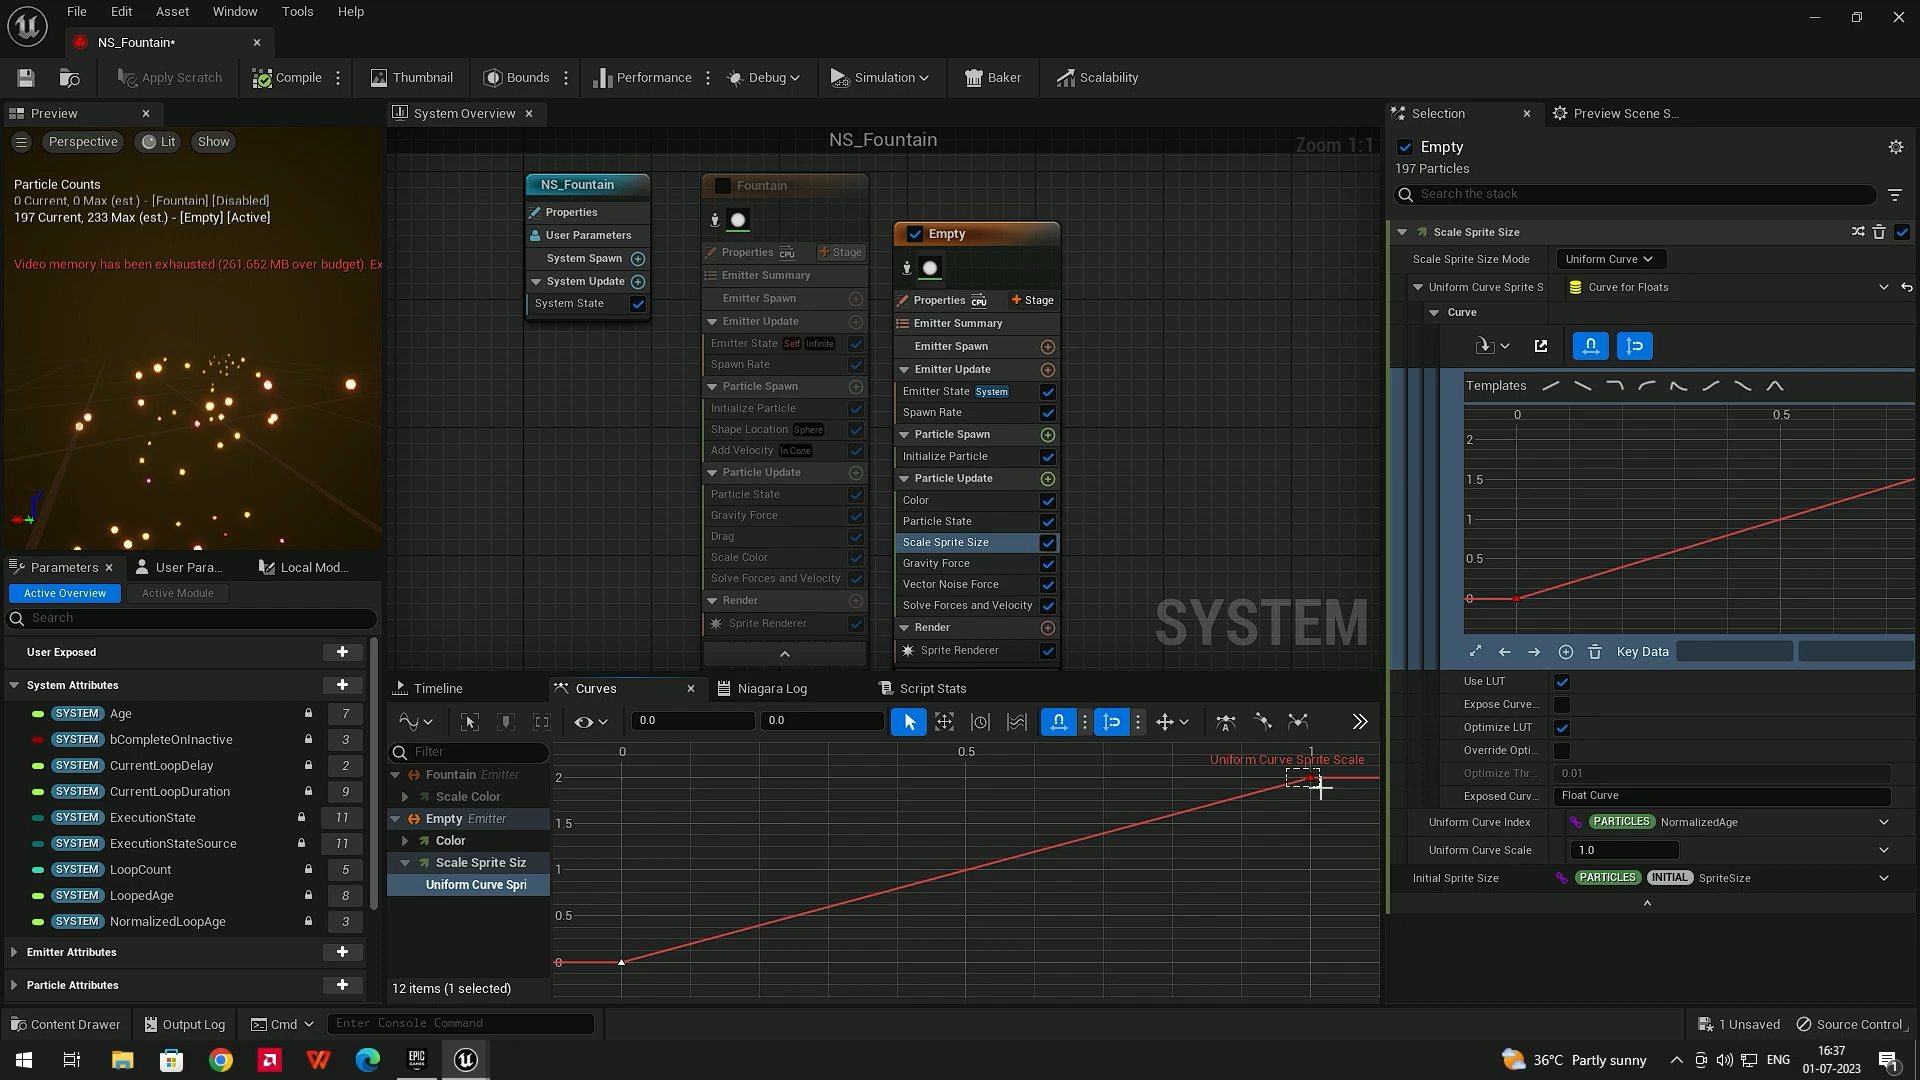 File Edit Asset Window Tools Help
NS_Fountain*
Apply Scratch Compile Thumbnail Bounds Performance Debug Simulation Baker Scalability
Preview
Perspective Lit Show
Particle Counts
0 Current, 0 Max (est.) - [Fountain] [Disabled]
197 Current, 233 Max (est.) - [Empty] [Active]
Video memory has been exhausted (261.652 MB over budget). Ex
System Overview
NS_Fountain
Zoom 1:1
NS_Fountain
Properties
User Parameters
System Spawn
System Update
System State
Fountain
Properties CPU Stage
Emitter Summary
Emitter Spawn
Emitter Update
Emitter State Self Infinite
Spawn Rate
Particle Spawn
Initialize Particle
Shape Location Sphere
Add Velocity In Cone
Particle Update
Particle State
Gravity Force
Drag
Scale Color
Solve Forces and Velocity
Render
Sprite Renderer
Empty
Properties CPU Stage
Emitter Summary
Emitter Spawn
Emitter Update
Emitter State System
Spawn Rate
Particle Spawn
Initialize Particle
Particle Update
Color
Particle State
Scale Sprite Size
Gravity Force
Vector Noise Force
Solve Forces and Velocity
Render
Sprite Renderer
SYSTEM
Selection Preview Scene S...
Empty
197 Particles
Search the stack
Scale Sprite Size
Scale Sprite Size Mode Uniform Curve
Uniform Curve Sprite S Curve for Floats
Curve
Templates
0 0.5
2
1.5
1
0.5
0
Key Data
Use LUT
Expose Curve...
Optimize LUT
Override Opti...
Optimize Thr... 0.01
Exposed Curv... Float Curve
Uniform Curve Index PARTICLES NormalizedAge
Uniform Curve Scale 1.0
Initial Sprite Size PARTICLES INITIAL SpriteSize
Parameters User Para... Local Mod...
Active Overview Active Module
Search
User Exposed
System Attributes
SYSTEM Age 7
SYSTEM bCompleteOnInactive 3
SYSTEM CurrentLoopDelay 2
SYSTEM CurrentLoopDuration 9
SYSTEM ExecutionState 11
SYSTEM ExecutionStateSource 11
SYSTEM LoopCount 5
SYSTEM LoopedAge 8
SYSTEM NormalizedLoopAge 3
Emitter Attributes
Particle Attributes
Timeline Curves Niagara Log Script Stats
0.0 0.0
Filter
Fountain Emitter
Scale Color
Empty Emitter
Color
Scale Sprite Siz
Uniform Curve Spri
12 items (1 selected)
0 0.5 1
Uniform Curve Sprite Scale
2
1.5
1
0.5
0
Content Drawer Output Log Cmd Enter Console Command 1 Unsaved Source Control
EPIC GAMES 36°C Partly sunny ENG 16:37
01-07-2023
1